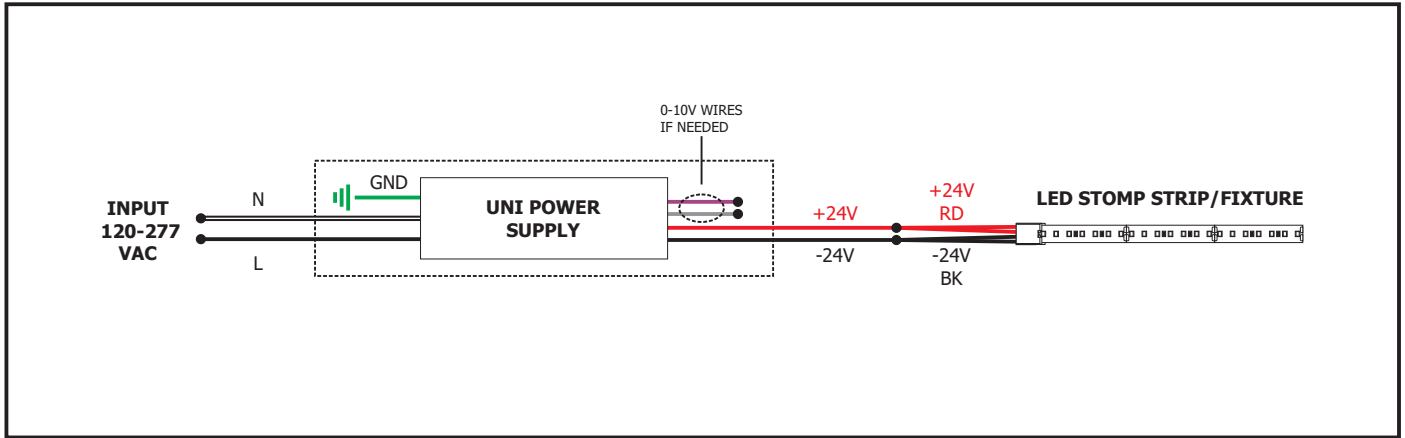 0-10V WIRES
IF NEEDED
INPUT
120-277
VAC
N
L
GND
UNI POWER
SUPPLY
+24V
-24V
+24V
RD
-24V
BK
LED STOMP STRIP/FIXTURE